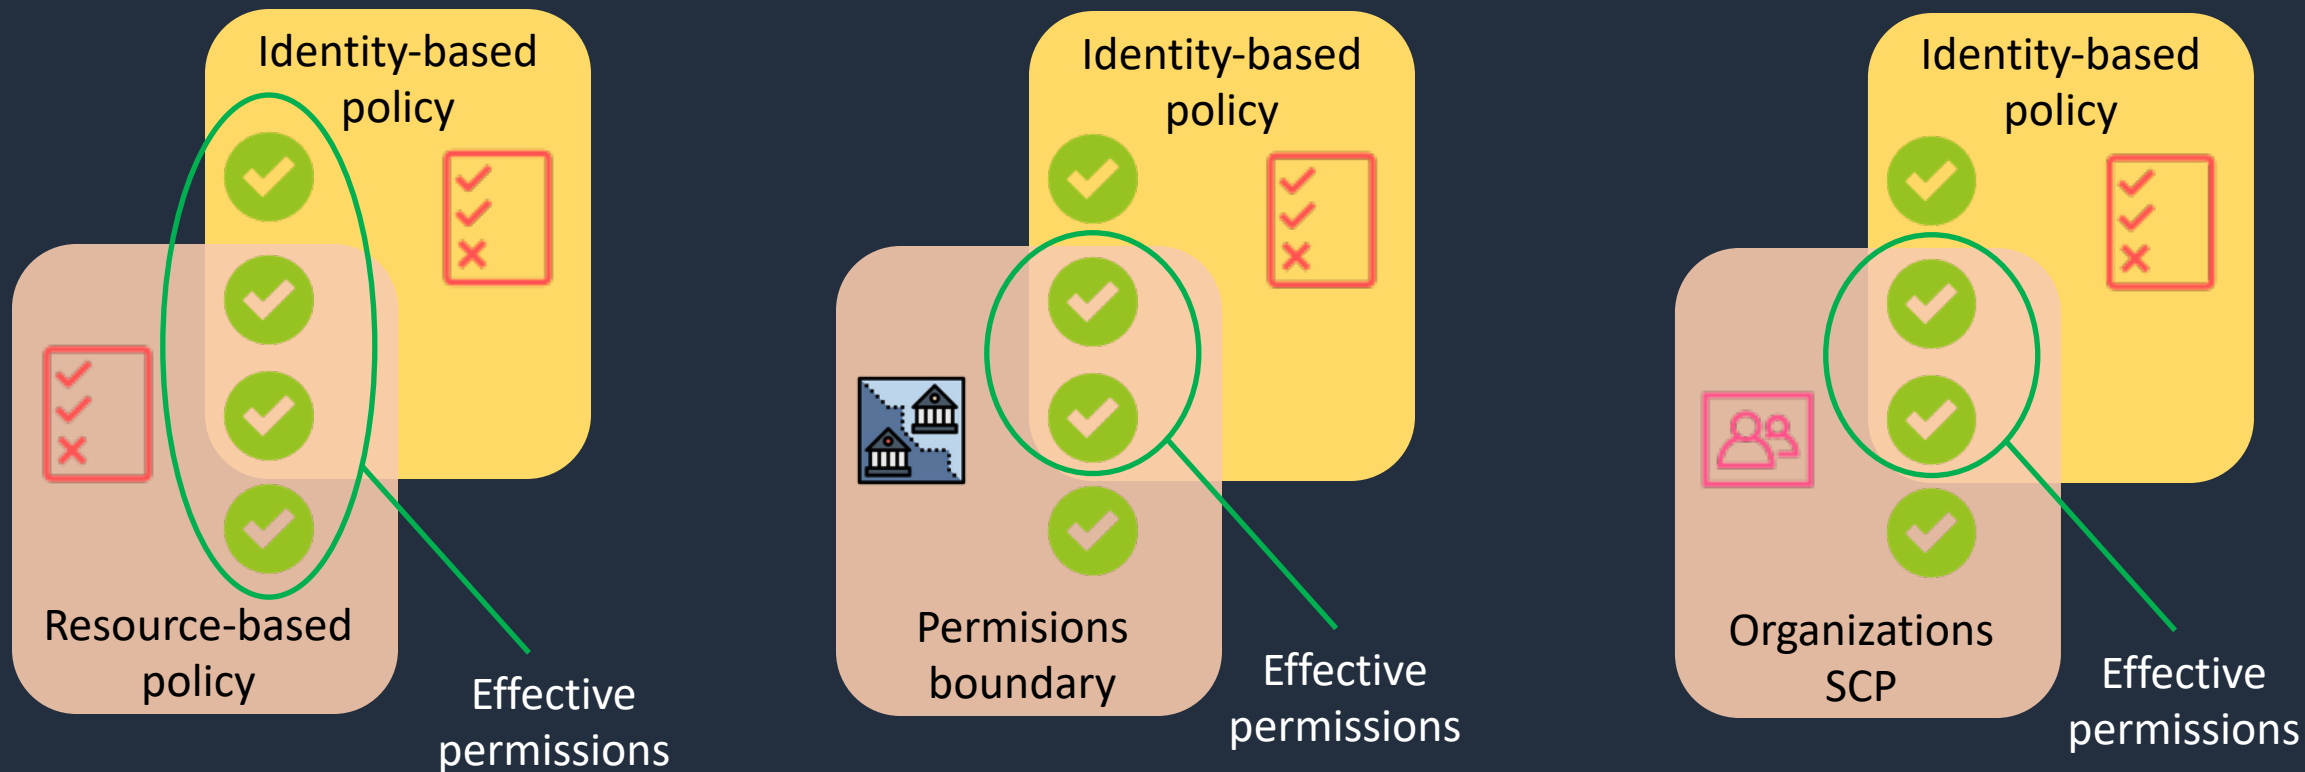 Identity-based
policy
Resource-based
policy
Effective
permissions
Identity-based
policy
Permisions
boundary
Effective
permissions
Identity-based
policy
Organizations
SCP
Effective
permissions